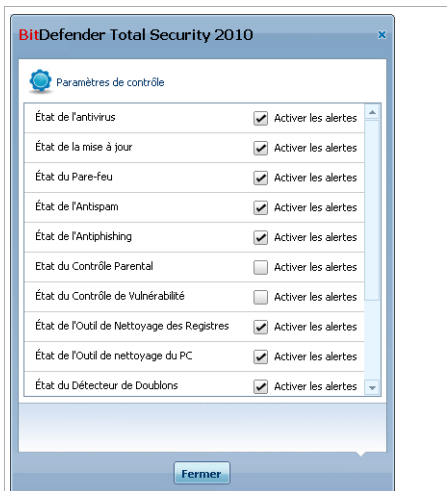 BitDefender Total Security 2010
Paramètres de contrôle
État de l'antivirus Activer les alertes
État de la mise à jour Activer les alertes
État du Pare-feu Activer les alertes
État de l'Antispam Activer les alertes
État de l'Antiphishing Activer les alertes
Etat du Contrôle Parental Activer les alertes
État du Contrôle de Vulnérabilité Activer les alertes
État de l'Outil de Nettoyage des Registres Activer les alertes
État de l'Outil de nettoyage du PC Activer les alertes
État du Détecteur de Doublons Activer les alertes
Fermer